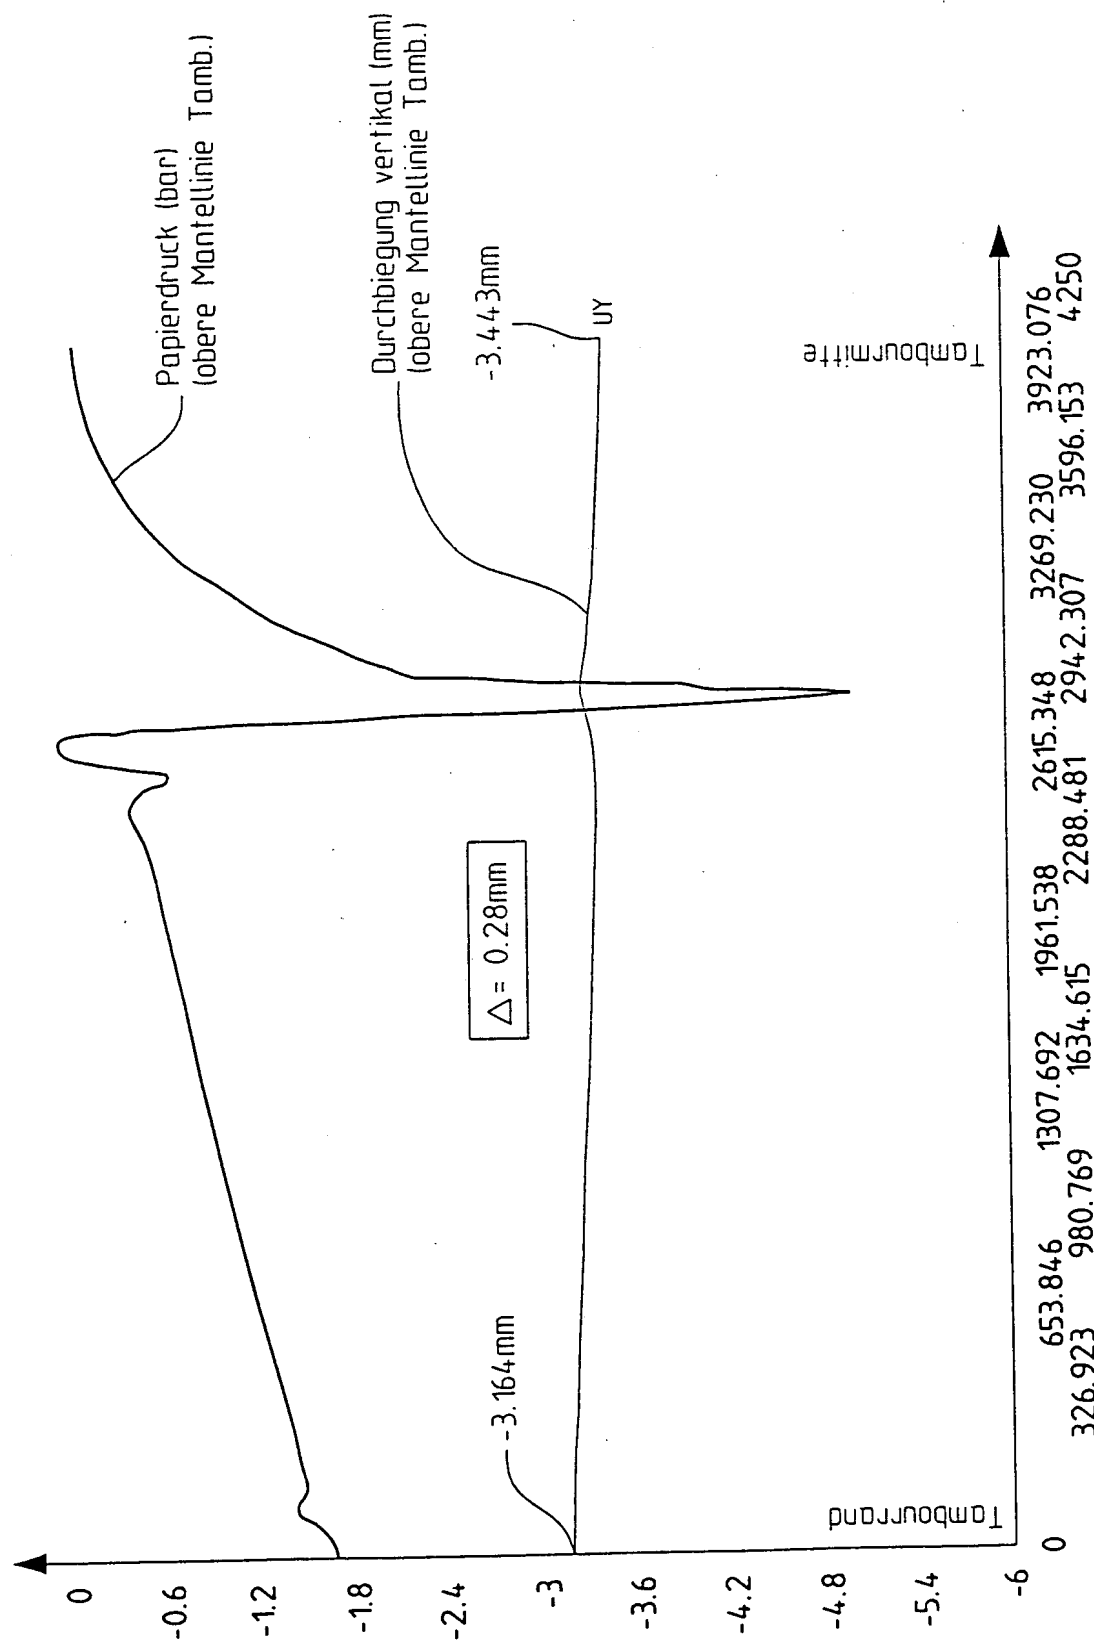 Papierdruck (bar)
(obere Mantellinie Tamb.)
Durchbiegung vertikal (mm)
(obere Mantellinie Tamb.)
-3.443mm
UY
Δ= 0.28mm
-3.164mm
Tambourrand
Tambourmitte
0
-0.6
-1.2
-1.8
-2.4
-3
-3.6
-4.2
-4.8
-5.4
-6
0 653.846 1307.692 1961.538 2615.348 3269.230 3923.076
326.923 980.769 1634.615 2288.481 2942.307 3596.153 4250